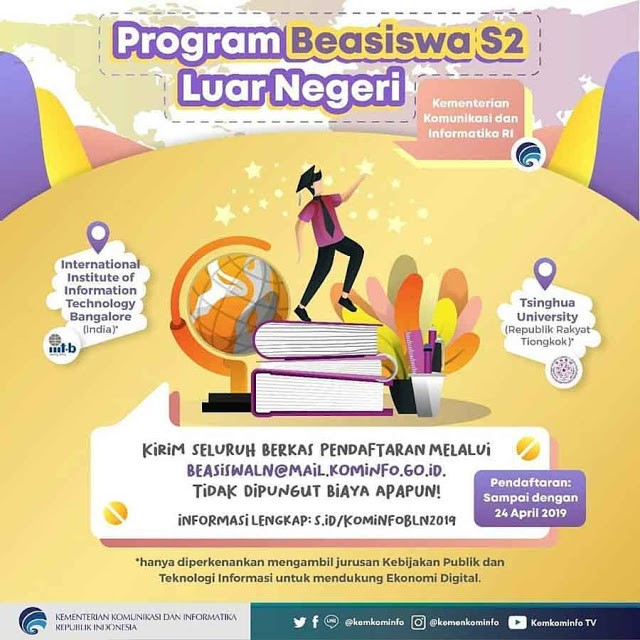 Program Beasiswa S2
Luar Negeri
Kementerian
Komunikasi dan
Informatika RI
International
Institute of
Information
Technology
Bangalore
(India)*
iiit-b
Tsinghua
University
(Republik Rakyat
Tiongkok)*
KIRIM SELURUH BERKAS PENDAFTARAN MELALUI
BEASISWALN@MAIL.KOMINFO.GO.ID.
TIDAK DIPUNGUT BIAYA APAPUN!
INFORMASI LENGKAP: S.ID/KOMINFOBLN2019
Pendaftaran:
Sampai dengan
24 April 2019
*hanya diperkenankan mengambil jurusan Kebijakan Publik dan
Teknologi Informasi untuk mendukung Ekonomi Digital.
KEMENTERIAN KOMUNIKASI DAN INFORMATIKA
REPUBLIK INDONESIA
@kemkominfo @kemenkominfo Kemkominfo TV